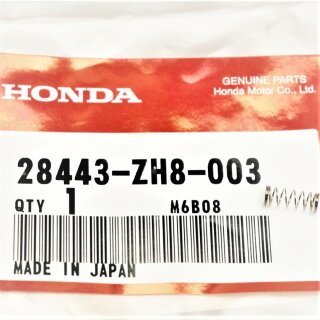 HONDA
GENUINE PARTS
Honda Motor Co., Ltd.
28443-ZH8-003
QTY 1 M6B08
MADE IN JAPAN